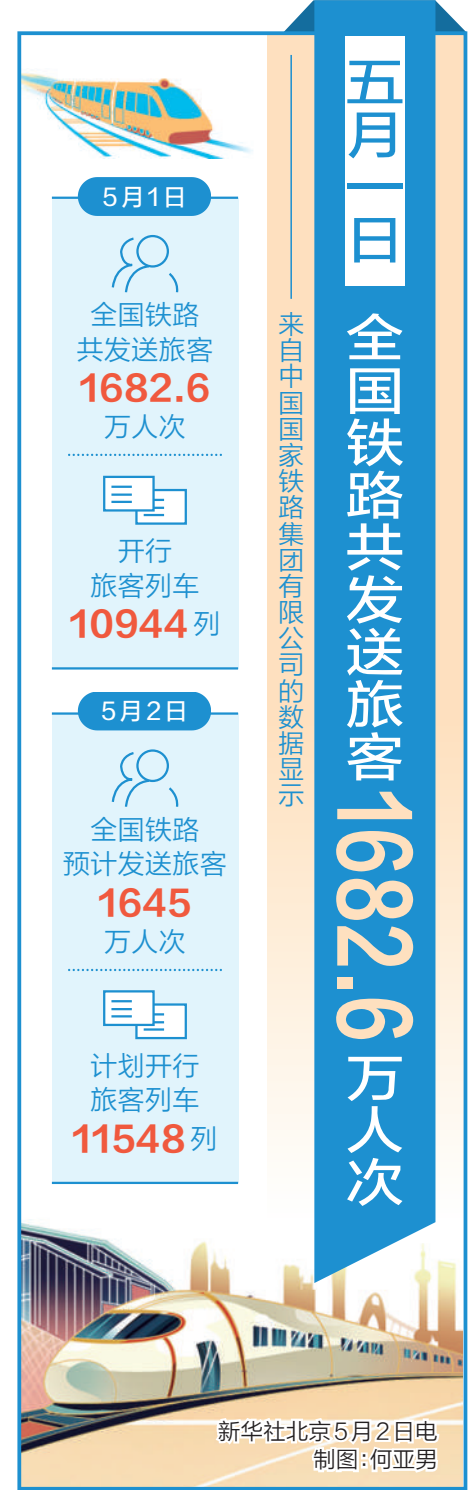 五月一日
全国铁路共发送旅客1682.6万人次
来自中国国家铁路集团有限公司的数据显示
5月1日
全国铁路
共发送旅客
1682.6
万人次
开行
旅客列车
10944列
5月2日
全国铁路
预计发送旅客
1645
万人次
计划开行
旅客列车
11548列
新华社北京5月2日电
制图:何亚男